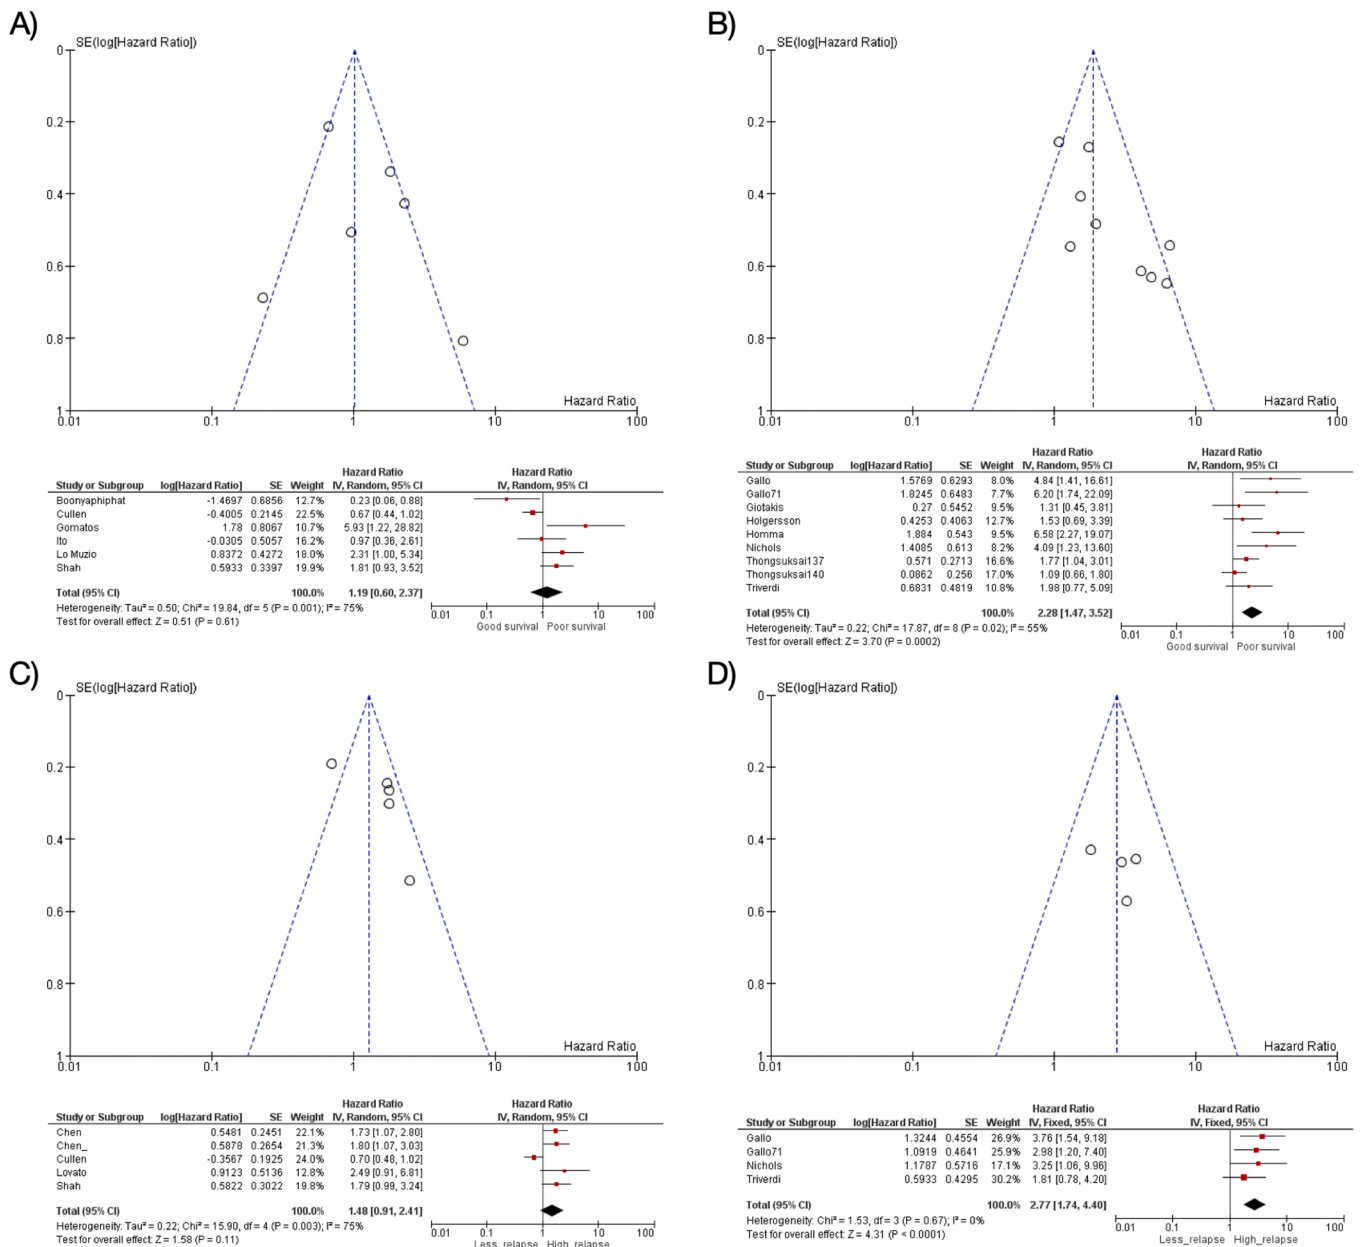 A)
SE(log[Hazard Ratio])
0
0.2
0.4
0.6
0.8
1
Hazard Ratio
0.01 0.1 1 10 100
Hazard Ratio Hazard Ratio
Study or Subgroup log[Hazard Ratio] SE Weight IV, Random, 95% CI IV, Random, 95% CI
Boonyaphiphat -1.4697 0.6856 12.7% 0.23 [0.06, 0.88]
Cullen -0.4005 0.2145 22.5% 0.67 [0.44, 1.02]
Gomatos 1.78 0.8067 10.7% 5.93 [1.22, 28.82]
Ito -0.0305 0.5057 16.2% 0.97 [0.36, 2.61]
Lo Muzio 0.8372 0.4272 18.0% 2.31 [1.00, 5.34]
Shah 0.5933 0.3397 19.9% 1.81 [0.93, 3.52]
Total (95% CI) 100.0% 1.19 [0.60, 2.37]
Heterogeneity: Tau² = 0.50; Chi² = 19.84, df = 5 (P = 0.001); I² = 75%
Test for overall effect: Z = 0.51 (P = 0.61)
0.01 0.1 1 10 100
Good survival Poor survival
B)
SE(log[Hazard Ratio])
0
0.2
0.4
0.6
0.8
1
Hazard Ratio
0.01 0.1 1 10 100
Hazard Ratio Hazard Ratio
Study or Subgroup log[Hazard Ratio] SE Weight IV, Random, 95% CI IV, Random, 95% CI
Gallo 1.5769 0.6293 8.0% 4.84 [1.41, 16.61]
Gallo71 1.8245 0.6483 7.7% 6.20 [1.74, 22.09]
Giotakis 0.27 0.5452 9.5% 1.31 [0.45, 3.81]
Holgersson 0.4253 0.4063 12.7% 1.53 [0.69, 3.39]
Homma 1.884 0.543 9.5% 6.58 [2.27, 19.07]
Nichols 1.4085 0.613 8.2% 4.09 [1.23, 13.60]
Thongsuksai137 0.571 0.2713 16.6% 1.77 [1.04, 3.01]
Thongsuksai140 0.0862 0.256 17.0% 1.09 [0.66, 1.80]
Triverdi 0.6831 0.4819 10.8% 1.98 [0.77, 5.09]
Total (95% CI) 100.0% 2.28 [1.47, 3.52]
Heterogeneity: Tau² = 0.22; Chi² = 17.87, df = 8 (P = 0.02); I² = 55%
Test for overall effect: Z = 3.70 (P = 0.0002)
0.01 0.1 1 10 100
Good survival Poor survival
C)
SE(log[Hazard Ratio])
0
0.2
0.4
0.6
0.8
1
Hazard Ratio
0.01 0.1 1 10 100
Hazard Ratio Hazard Ratio
Study or Subgroup log[Hazard Ratio] SE Weight IV, Random, 95% CI IV, Random, 95% CI
Chen 0.5481 0.2451 22.1% 1.73 [1.07, 2.80]
Chen_ 0.5878 0.2654 21.3% 1.80 [1.07, 3.03]
Cullen -0.3567 0.1925 24.0% 0.70 [0.48, 1.02]
Lovato 0.9123 0.5136 12.8% 2.49 [0.91, 6.81]
Shah 0.5822 0.3022 19.8% 1.79 [0.99, 3.24]
Total (95% CI) 100.0% 1.48 [0.91, 2.41]
Heterogeneity: Tau² = 0.22; Chi² = 15.90, df = 4 (P = 0.003); I² = 75%
Test for overall effect: Z = 1.58 (P = 0.11)
0.01 0.1 1 10 100
Less_relapse High_relapse
D)
SE(log[Hazard Ratio])
0
0.2
0.4
0.6
0.8
1
Hazard Ratio
0.01 0.1 1 10 100
Hazard Ratio Hazard Ratio
Study or Subgroup log[Hazard Ratio] SE Weight IV, Fixed, 95% CI IV, Fixed, 95% CI
Gallo 1.3244 0.4554 26.9% 3.76 [1.54, 9.18]
Gallo71 1.0919 0.4641 25.9% 2.98 [1.20, 7.40]
Nichols 1.1787 0.5716 17.1% 3.25 [1.06, 9.96]
Triverdi 0.5933 0.4295 30.2% 1.81 [0.78, 4.20]
Total (95% CI) 100.0% 2.77 [1.74, 4.40]
Heterogeneity: Chi² = 1.53, df = 3 (P = 0.67); I² = 0%
Test for overall effect: Z = 4.31 (P < 0.0001)
0.01 0.1 1 10 100
Less_relapse High_relapse